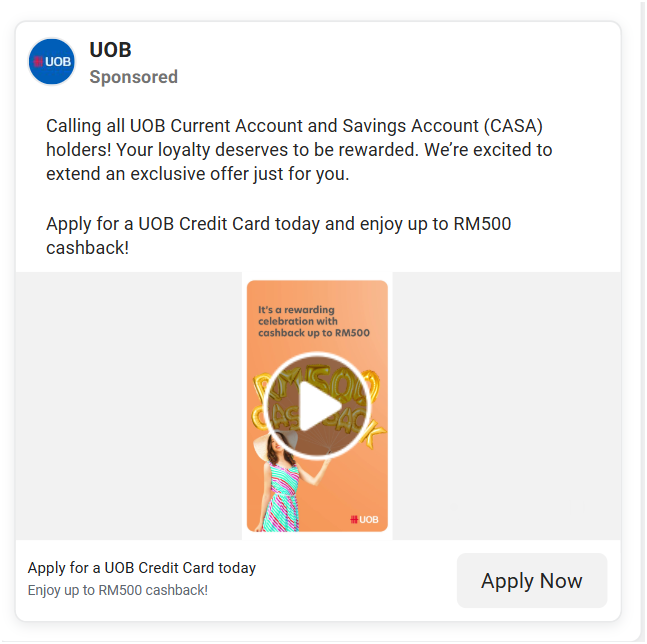 UOB
UOB
Sponsored
Calling all UOB Current Account and Savings Account (CASA)
holders! Your loyalty deserves to be rewarded. We’re excited to
extend an exclusive offer just for you.
Apply for a UOB Credit Card today and enjoy up to RM500
cashback!
It's a rewarding
celebration with
cashback up to RM500
RM500
CASHBACK
UOB
Apply for a UOB Credit Card today
Enjoy up to RM500 cashback!
Apply Now